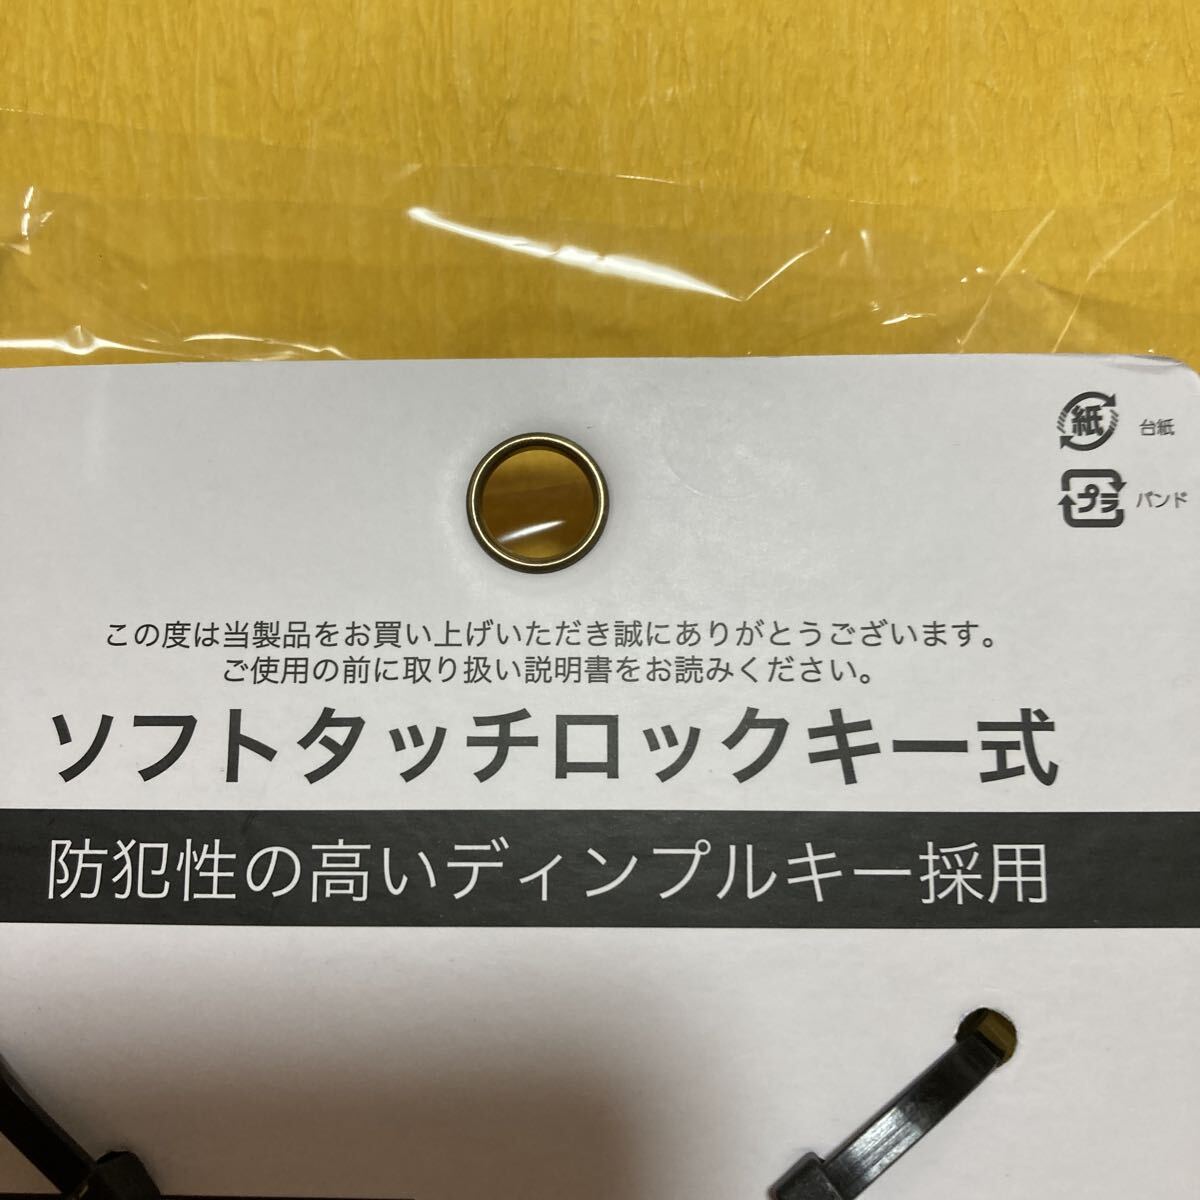 紙 台紙
プラ バンド
この度は当製品をお買い上げいただき誠にありがとうございます。
ご使用の前に取り扱い説明書をお読みください。
ソフトタッチロックキー式
防犯性の高いディンプルキー採用